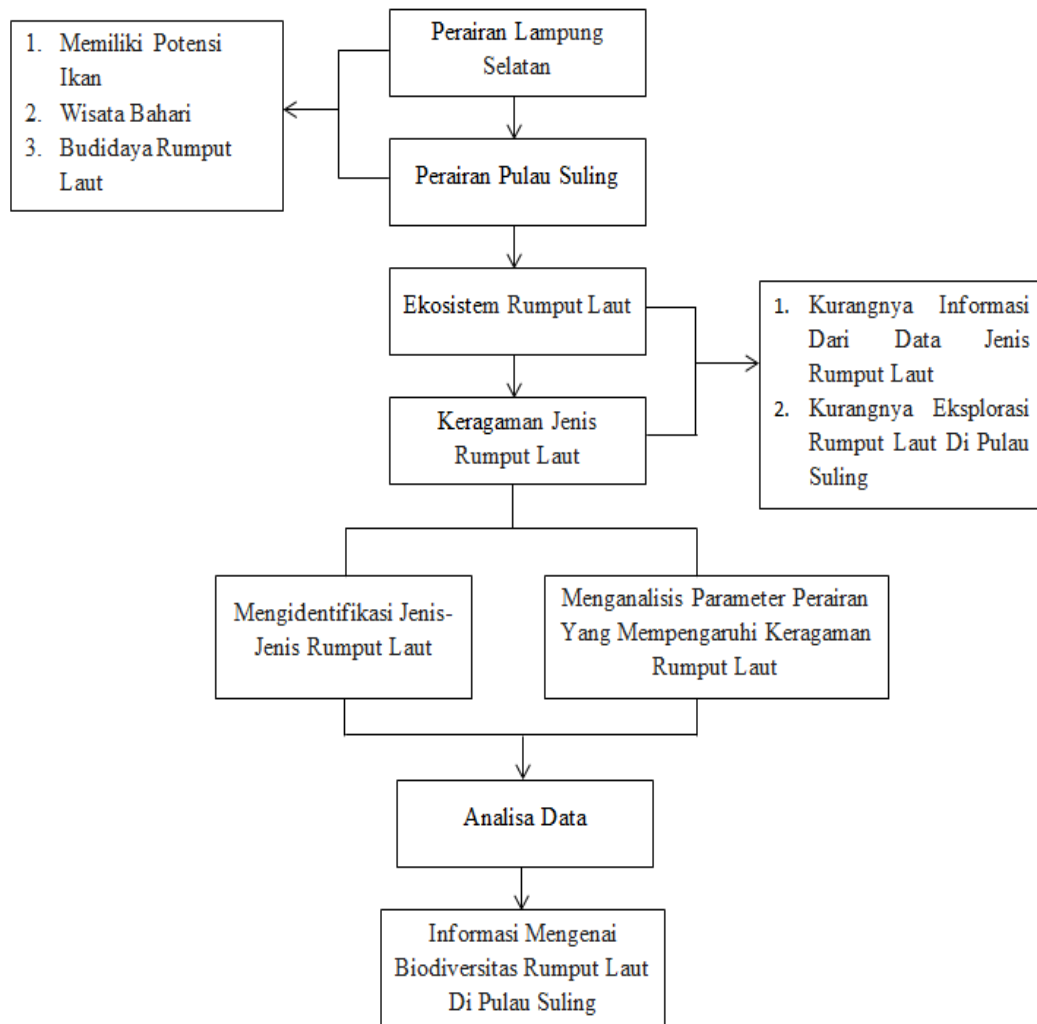 Perairan Lampung
Selatan
1. Memiliki Potensi
Ikan
2. Wisata Bahari
3. Budidaya Rumput
Laut
Perairan Pulau Suling
Ekosistem Rumput Laut
1. Kurangnya Informasi
Dari Data Jenis
Rumput Laut
2. Kurangnya Eksplorasi
Rumput Laut Di Pulau
Suling
Keragaman Jenis
Rumput Laut
Mengidentifikasi Jenis-
Jenis Rumput Laut
Menganalisis Parameter Perairan
Yang Mempengaruhi Keragaman
Rumput Laut
Analisa Data
Informasi Mengenai
Biodiversitas Rumput Laut
Di Pulau Suling